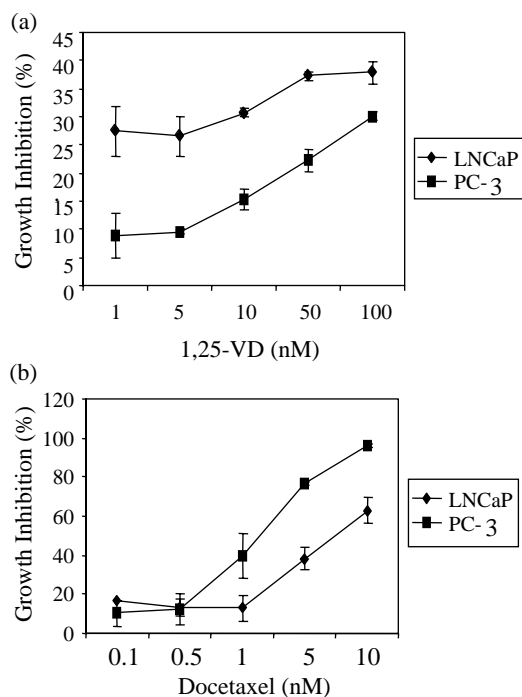 (a)
45
40
35
30
25
20
15
10
5
0
Growth Inhibition (%)
1 5 10 50 100
1,25-VD (nM)
LNCaP
PC-3
(b)
120
100
80
60
40
20
0
Growth Inhibition (%)
0.1 0.5 1 5 10
Docetaxel (nM)
LNCaP
PC-3